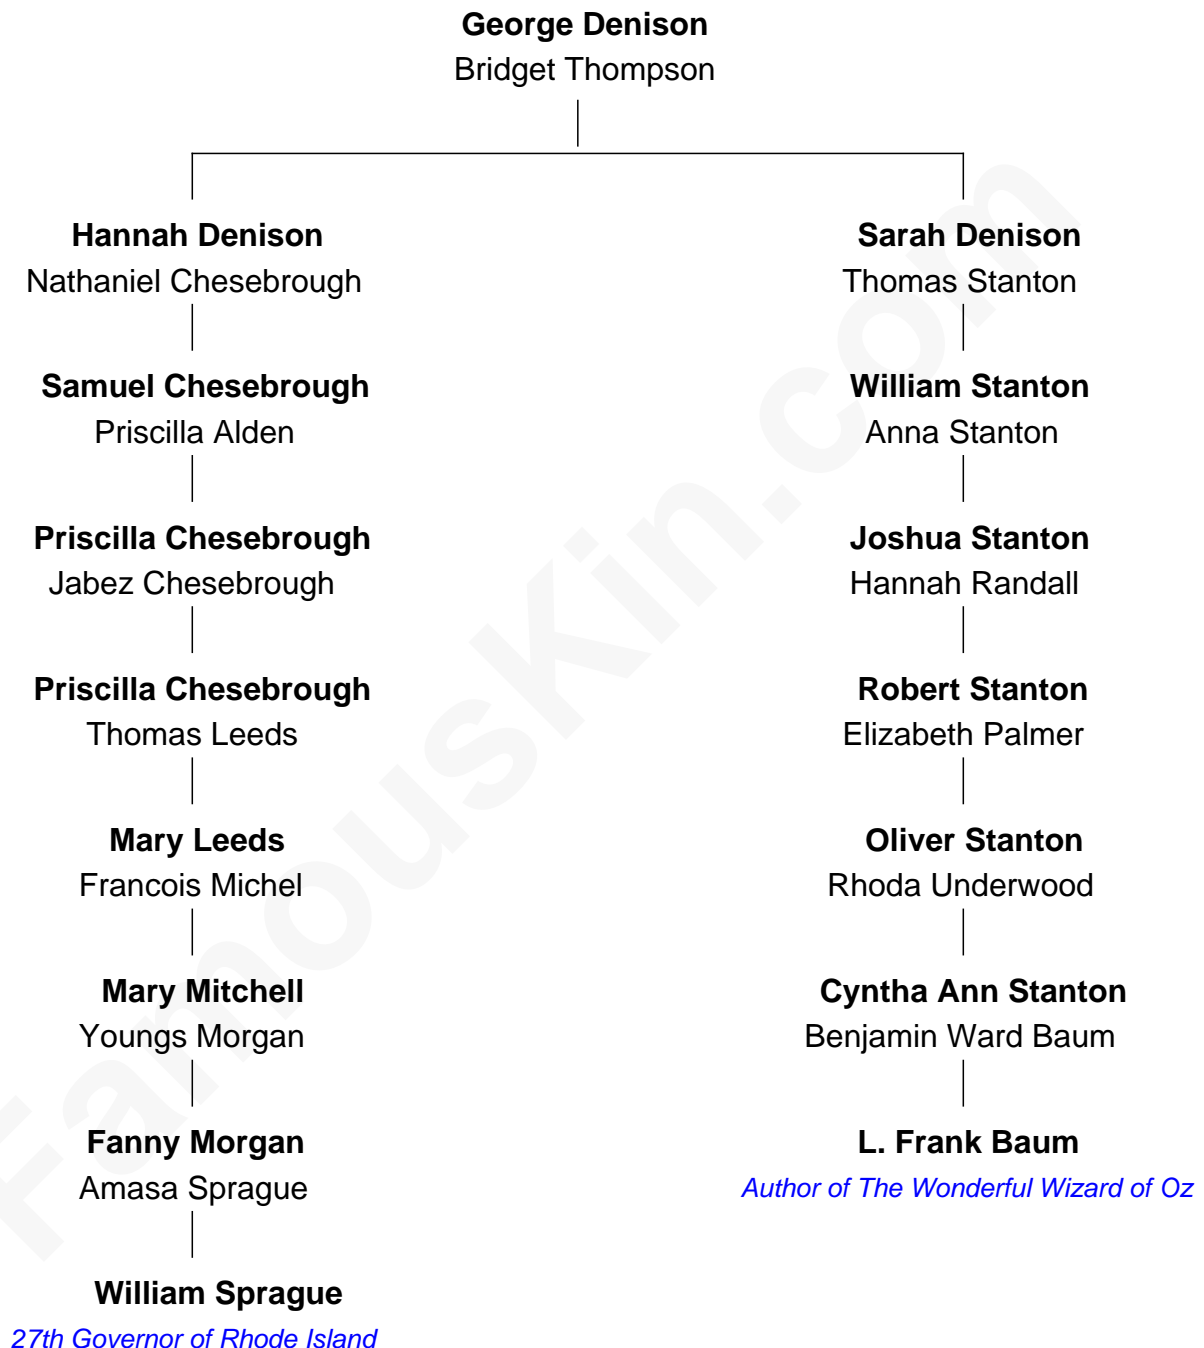 George Denison
Bridget Thompson
Hannah Denison
Nathaniel Chesebrough
Samuel Chesebrough
Priscilla Alden
Priscilla Chesebrough
Jabez Chesebrough
Priscilla Chesebrough
Thomas Leeds
Mary Leeds
Francois Michel
Mary Mitchell
Youngs Morgan
Fanny Morgan
Amasa Sprague
William Sprague
27th Governor of Rhode Island
Sarah Denison
Thomas Stanton
William Stanton
Anna Stanton
Joshua Stanton
Hannah Randall
Robert Stanton
Elizabeth Palmer
Oliver Stanton
Rhoda Underwood
Cyntha Ann Stanton
Benjamin Ward Baum
L. Frank Baum
Author of The Wonderful Wizard of Oz
FamousKin.com